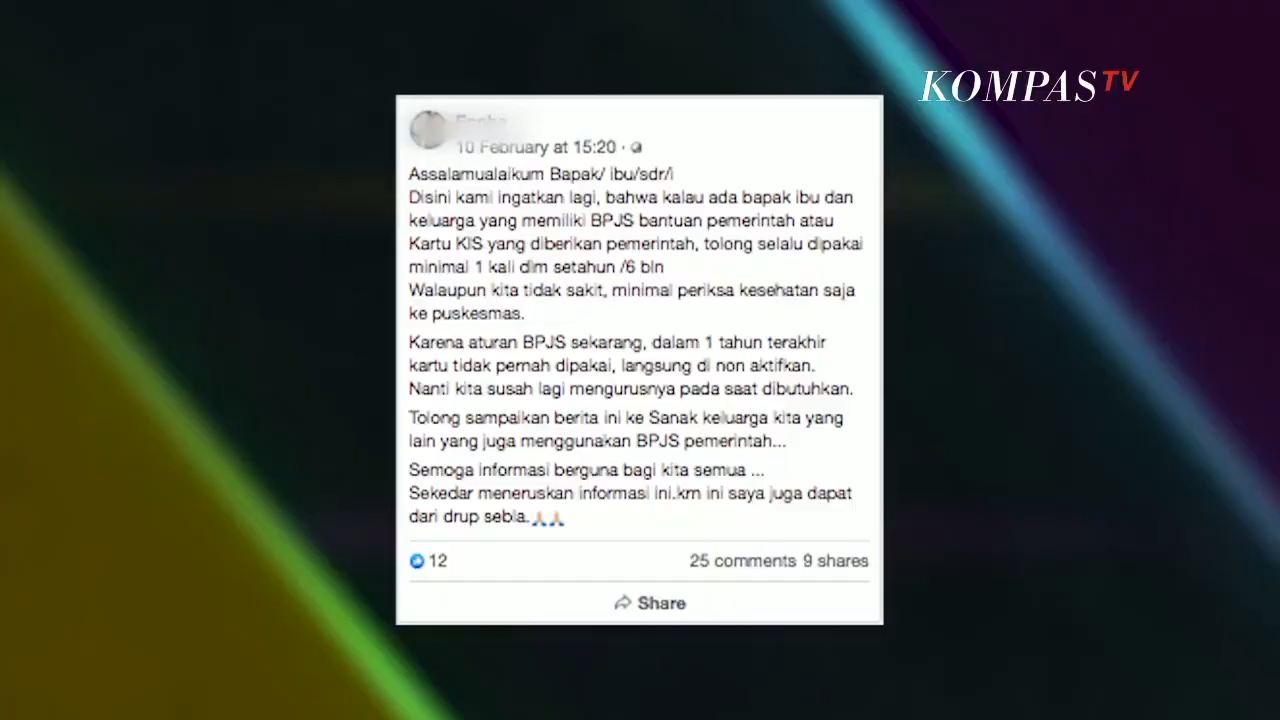 KOMPAS TV
10 February at 15:20 ·
Assalamualaikum Bapak/ ibu/sdr/i
Disini kami ingatkan lagi, bahwa kalau ada bapak ibu dan
keluarga yang memiliki BPJS bantuan pemerintah atau
Kartu KIS yang diberikan pemerintah, tolong selalu dipakai
minimal 1 kali dlm setahun /6 bln
Walaupun kita tidak sakit, minimal periksa kesehatan saja
ke puskesmas.
Karena aturan BPJS sekarang, dalam 1 tahun terakhir
kartu tidak pernah dipakai, langsung di non aktifkan.
Nanti kita susah lagi mengurusnya pada saat dibutuhkan.
Tolong sampaikan berita ini ke Sanak keluarga kita yang
lain yang juga menggunakan BPJS pemerintah...
Semoga informasi berguna bagi kita semua ...
Sekedar meneruskan informasi ini.krn ini saya juga dapat
dari drup sebla.🙏🙏
12
25 comments 9 shares
Share